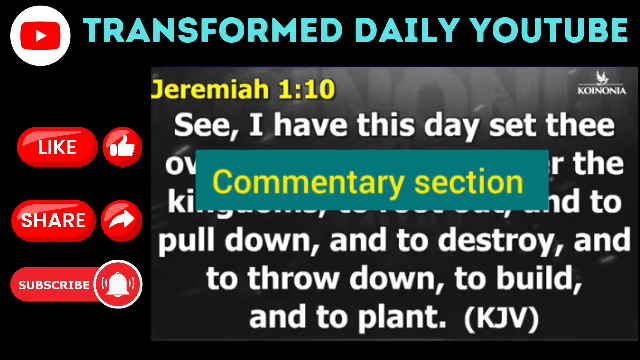 TRANSFORMED DAILY YOUTUBE
Jeremiah 1:10
KOINONIA
See, I have this day set thee
the
Commentary section
and to
pull down, and to destroy, and
to throw down, to build,
and to plant. (KJV)
LIKE
SHARE
SUBSCRIBE